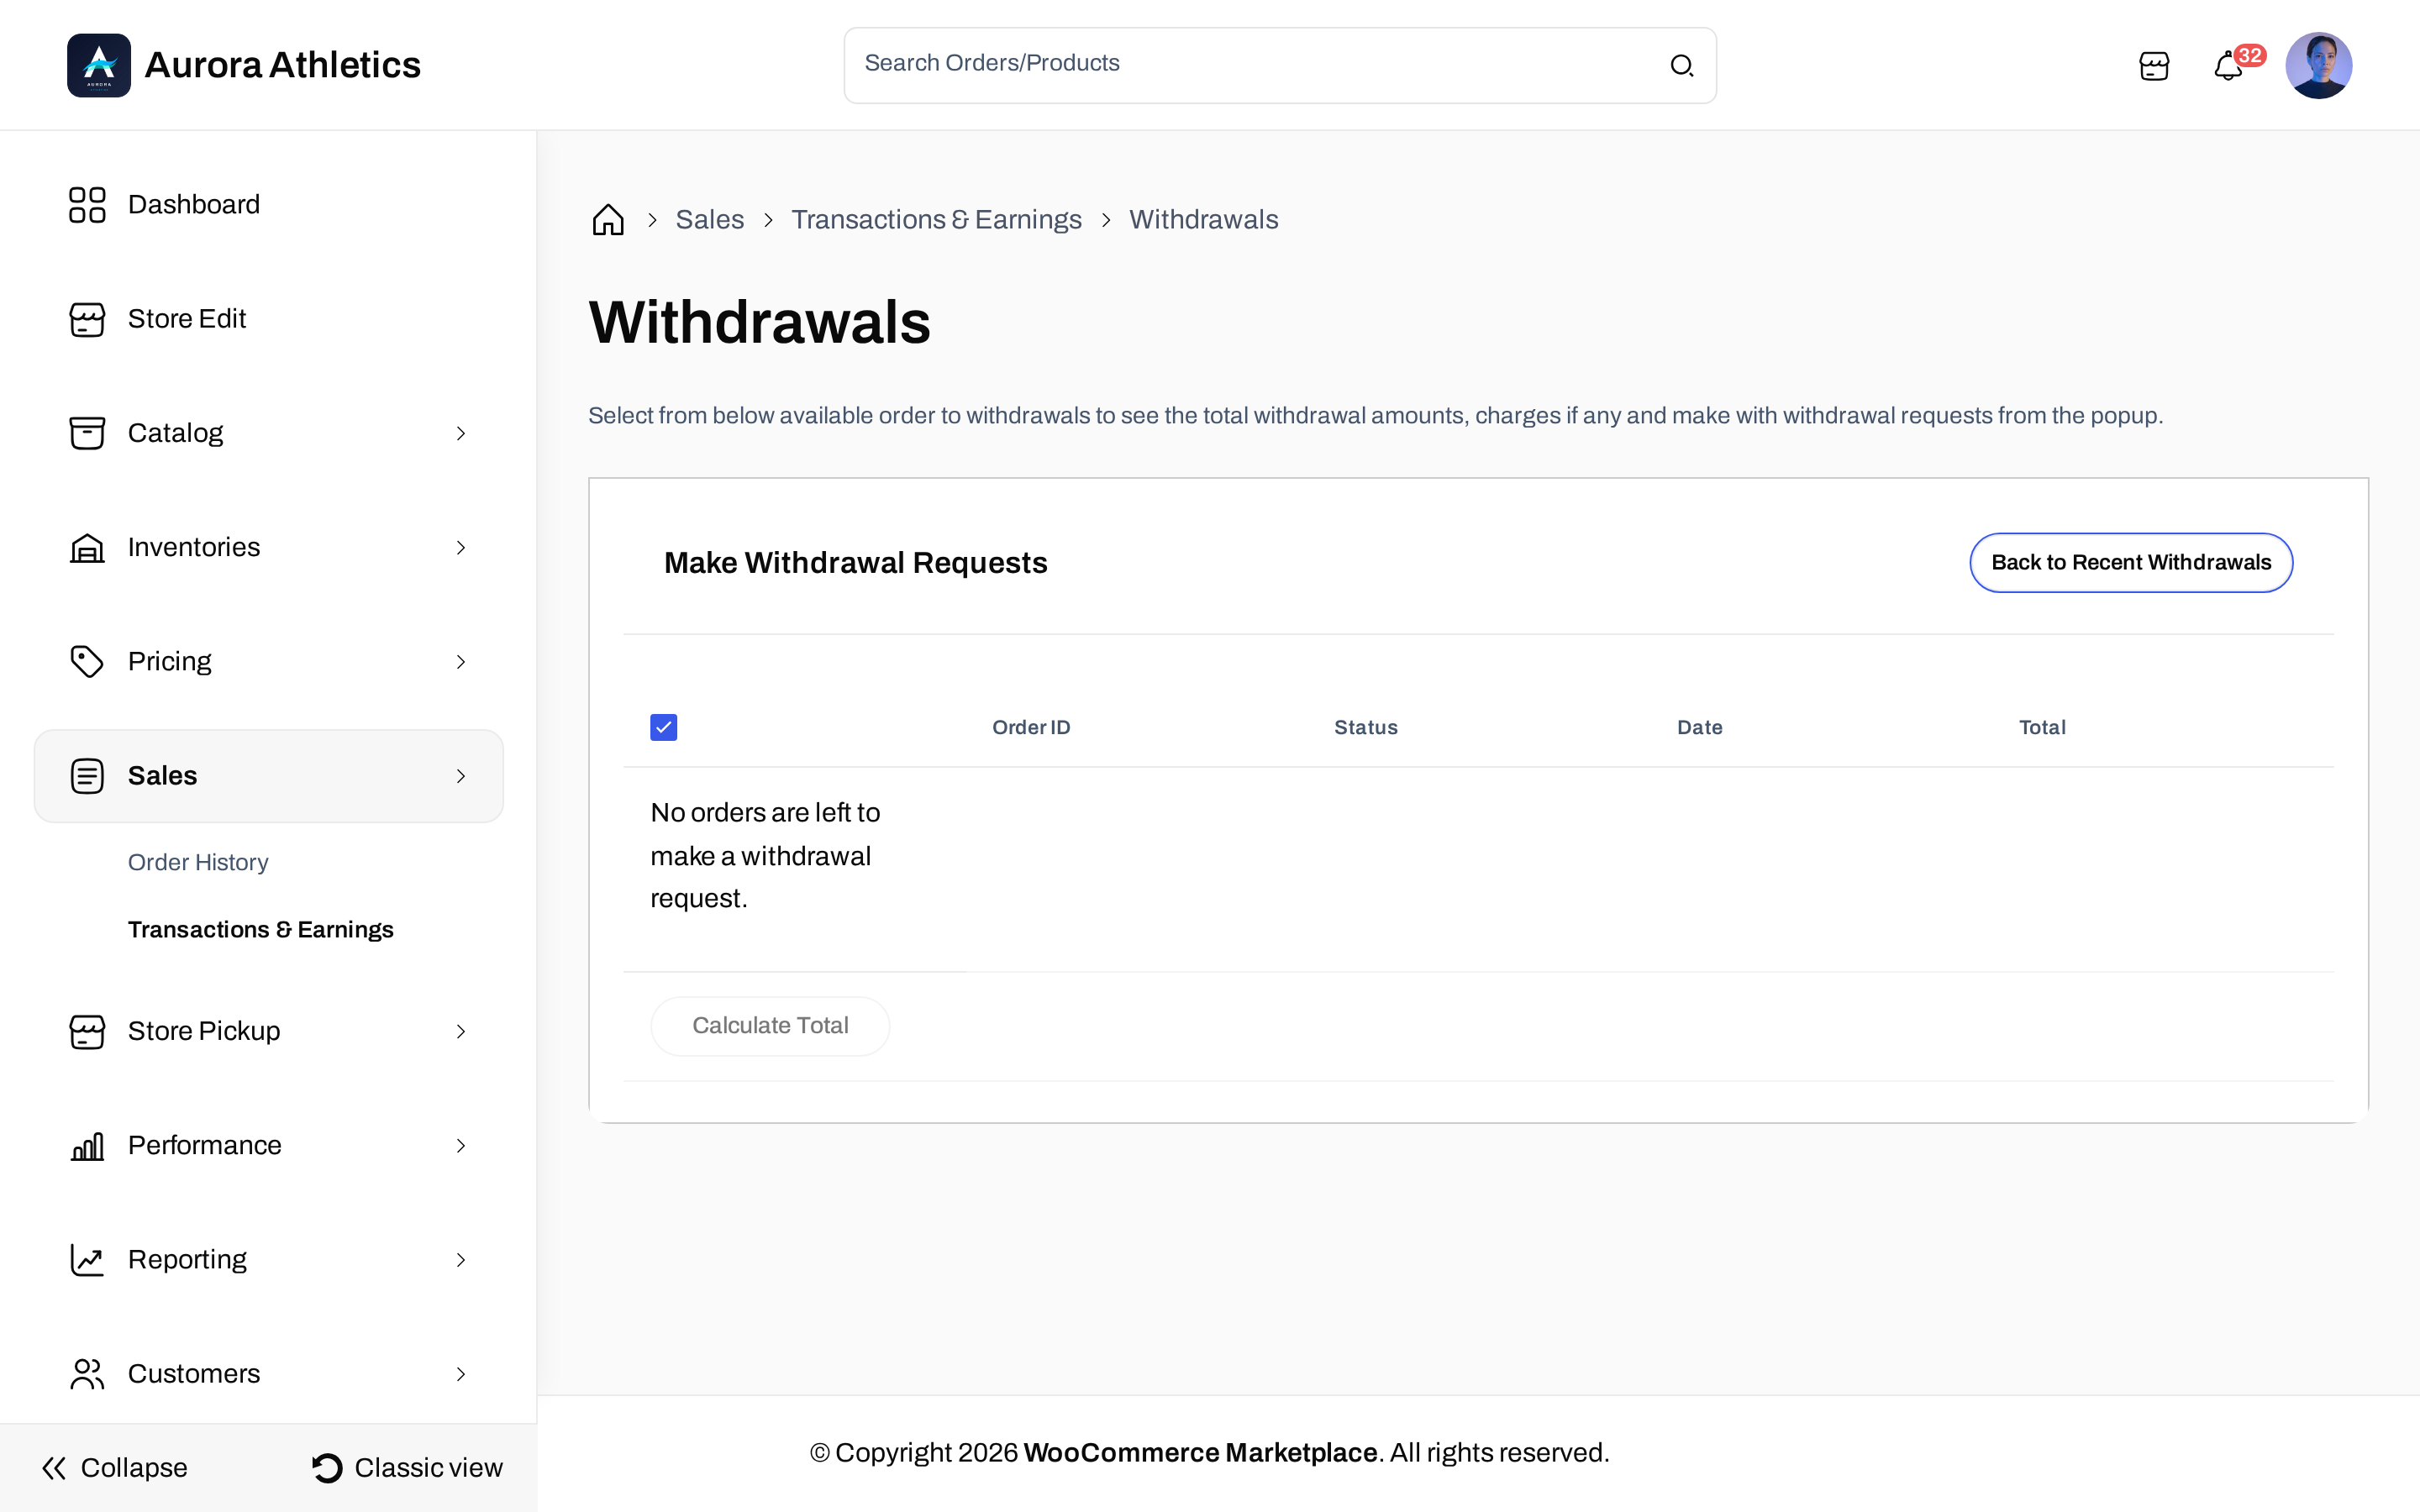 AURORA
Aurora Athletics
Search Orders/Products
32
Dashboard
Store Edit
Catalog
Inventories
Pricing
Sales
Order History
Transactions & Earnings
Store Pickup
Performance
Reporting
Customers
Collapse
Classic view
Sales
Transactions & Earnings
Withdrawals
Withdrawals
Select from below available order to withdrawals to see the total withdrawal amounts, charges if any and make with withdrawal requests from the popup.
Make Withdrawal Requests
Back to Recent Withdrawals
Order ID
Status
Date
Total
No orders are left to
make a withdrawal
request.
Calculate Total
© Copyright 2026 WooCommerce Marketplace. All rights reserved.